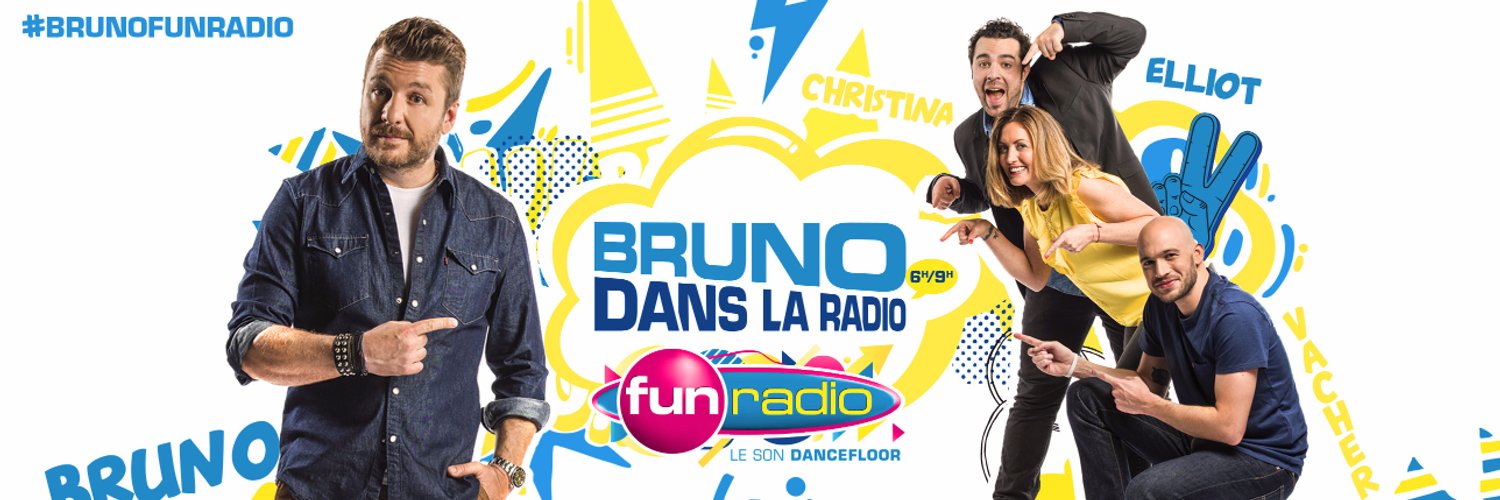 #BRUNOFUNRADIO
CHRISTINA
ELLIOT
BRUNO
DANS LA RADIO
6H/9H
fun radio
LE SON DANCEFLOOR
VACHER
BRUNO